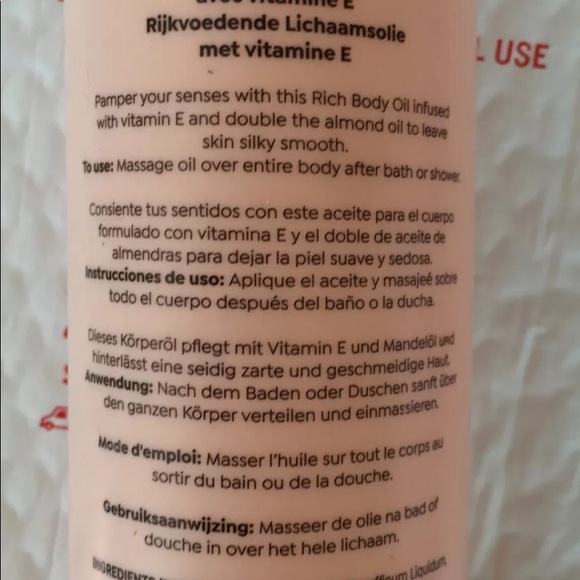 avec vitamine E
Rijkvoedende Lichaamsolie
met vitamine E
L USE
Pamper your senses with this Rich Body Oil infused
with vitamin E and double the almond oil to leave
skin silky smooth.
To use: Massage oil over entire body after bath or shower.
Consiente tus sentidos con este aceite para el cuerpo
formulado con vitamina E y el doble de aceite de
almendras para dejar la piel suave y sedosa.
Instrucciones de uso: Aplique el aceite y masajeé sobre
todo el cuerpo después del baño o la ducha.
Dieses Körperöl pflegt mit Vitamin E und Mandelöl und
hinterlässt eine seidig zarte und geschmeidige Haut.
Anwendung: Nach dem Baden oder Duschen sanft über
den ganzen Körper verteilen und einmassieren.
Mode d'emploi: Masser l'huile sur tout le corps au
sortir du bain ou de la douche.
Gebruiksaanwijzing: Masseer de olie na bad of
douche in over het hele lichaam.
INGREDIENTS Liquidum,